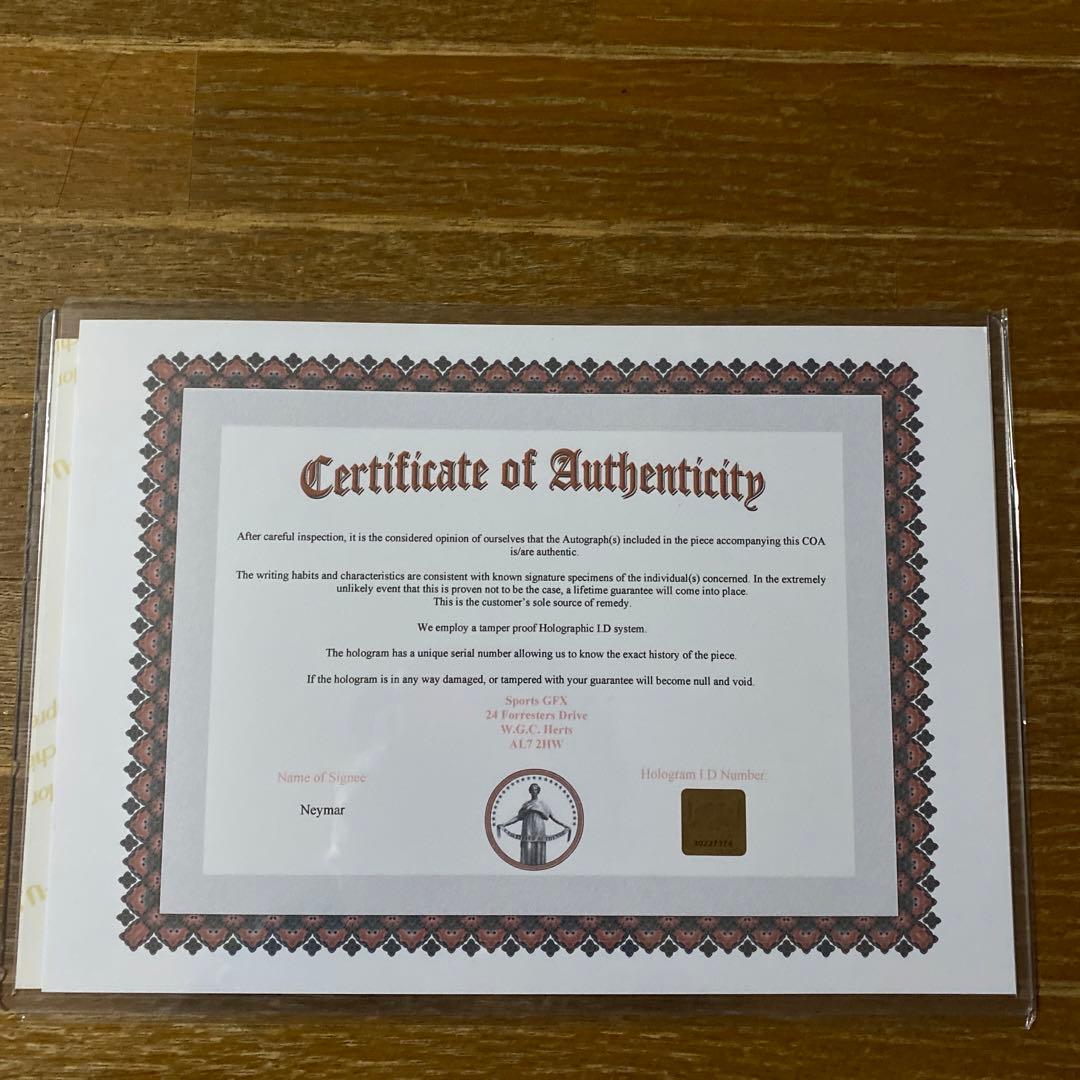 Certificate of Authenticity
After careful inspection, it is the considered opinion of ourselves that the Autograph(s) included in the piece accompanying this COA
is/are authentic.
The writing habits and characteristics are consistent with known signature specimens of the individual(s) concerned. In the extremely
unlikely event that this is proven not to be the case, a lifetime guarantee will come into place.
This is the customer's sole source of remedy.
We employ a tamper proof Holographic I.D system.
The hologram has a unique serial number allowing us to know the exact history of the piece.
If the hologram is in any way damaged, or tampered with your guarantee will become null and void.
Sports GFX
24 Forresters Drive
W.G.C. Herts
AL7 2HW
Name of Signee
Hologram I.D Number
Neymar